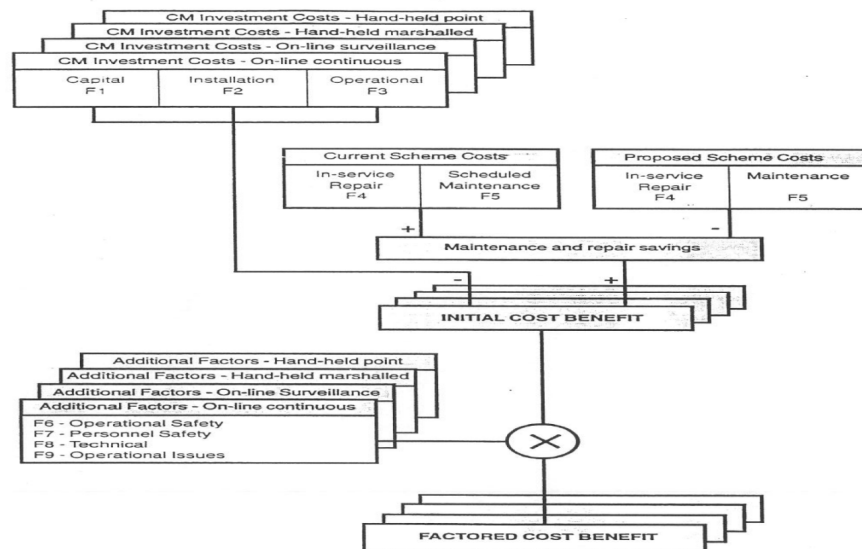 CM Investment Costs - Hand-held point
CM Investment Costs - Hand-held marshalled
CM Investment Costs - On-line surveillance
CM Investment Costs - On-line continuous
Capital
F1
Installation
F2
Operational
F3
Current Scheme Costs
In-service
Repair
F4
Scheduled
Maintenance
F5
Proposed Scheme Costs
In-service
Repair
F4
Maintenance
F5
+
-
Maintenance and repair savings
-
+
INITIAL COST BENEFIT
Additional Factors - Hand-held point
Additional Factors - Hand-held marshalled
Additional Factors - On-line Surveillance
Additional Factors - On-line continuous
F6 - Operational Safety
F7 - Personnel Safety
F8 - Technical
F9 - Operational Issues
X
FACTORED COST BENEFIT